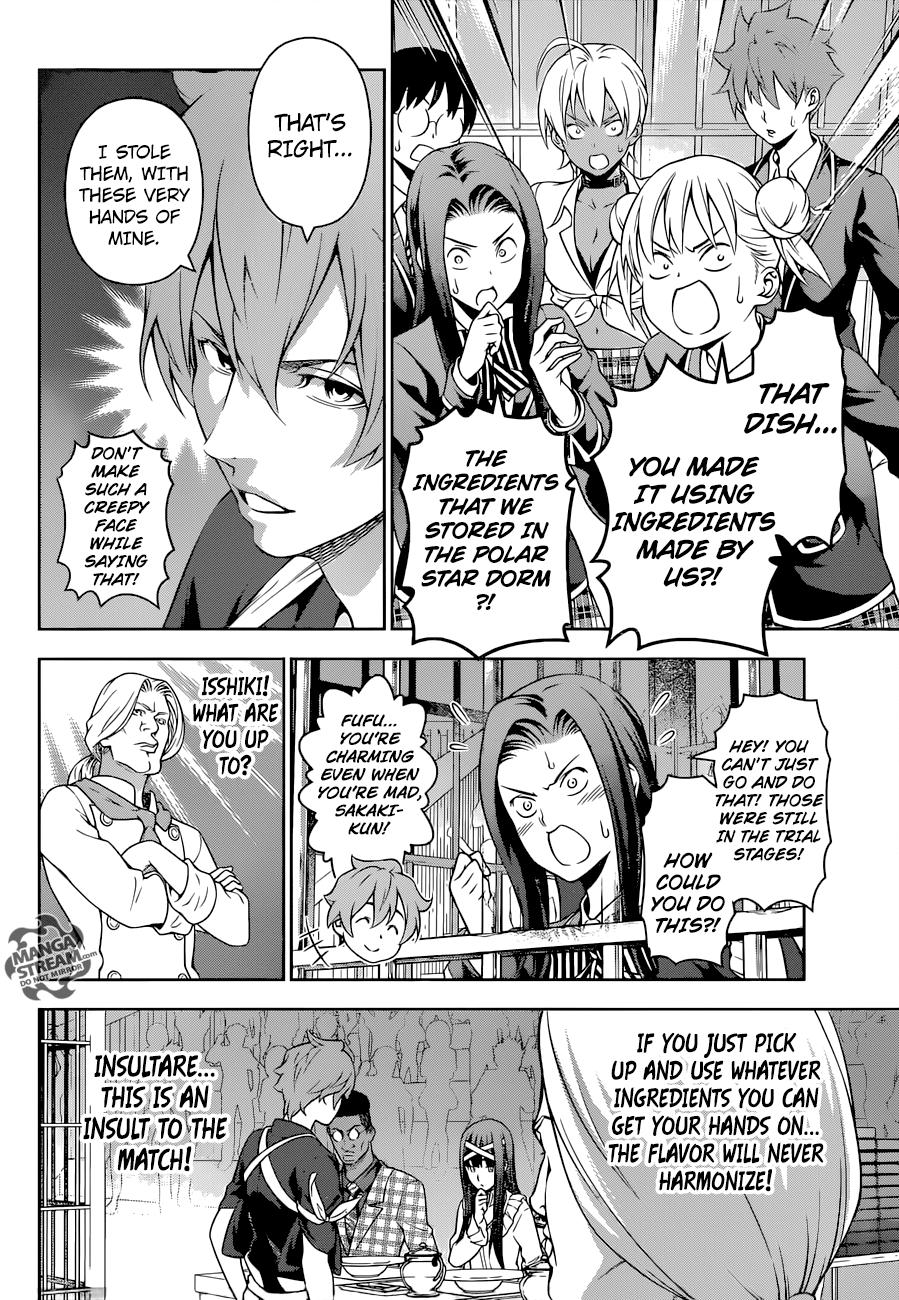 THAT
DISH...
YOU MADE
IT USING
INGREDIENTS
MADE BY
US?!
THE
INGREDIENTS
THAT WE
STORED IN
THE POLAR
STAR DORM
?!
THAT'S
RIGHT...
I STOLE
THEM, WITH
THESE VERY
HANDS OF
MINE.
DON'T
MAKE
SUCH A
CREEPY
FACE
WHILE
SAYING
THAT!
HEY! YOU
CAN'T JUST
GO AND DO
THAT! THOSE
WERE STILL
IN THE TRIAL
STAGES!
HOW
COULD
YOU DO
THIS?!
FUFU...
YOU'RE
CHARMING
EVEN WHEN
YOU'RE MAD,
SAKAKI-
KUN!
ISSHIKI!
WHAT ARE
YOU UP
TO?
MANGA
STREAM.com
DO NOT MIRROR
IF YOU JUST PICK
UP AND USE WHATEVER
INGREDIENTS YOU CAN
GET YOUR HANDS ON...
THE FLAVOR WILL NEVER
HARMONIZE!
INSULTARE...
THIS IS AN
INSULT TO THE
MATCH!